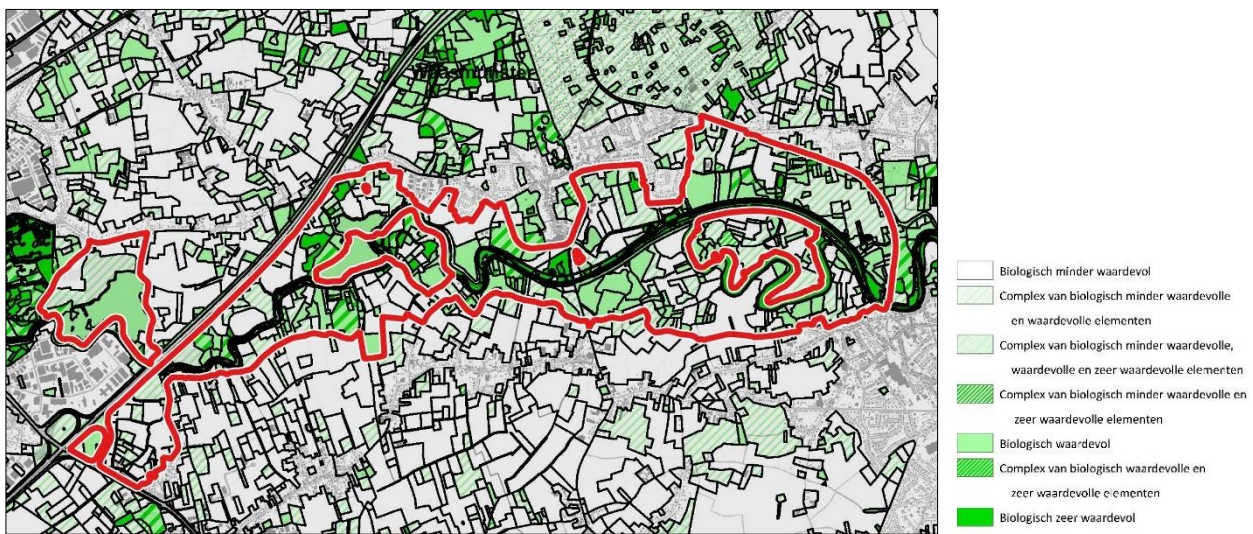 Waasmunster
Biologisch minder waardevol
Complex van biologisch minder waardevolle
en waardevolle elementen
Complex van biologisch minder waardevolle,
waardevolle en zeer waardevolle elementen
Complex van biologisch minder waardevolle en
zeer waardevolle elementen
Biologisch waardevol
Complex van biologisch waardevolle en
zeer waardevolle elementen
Biologisch zeer waardevol